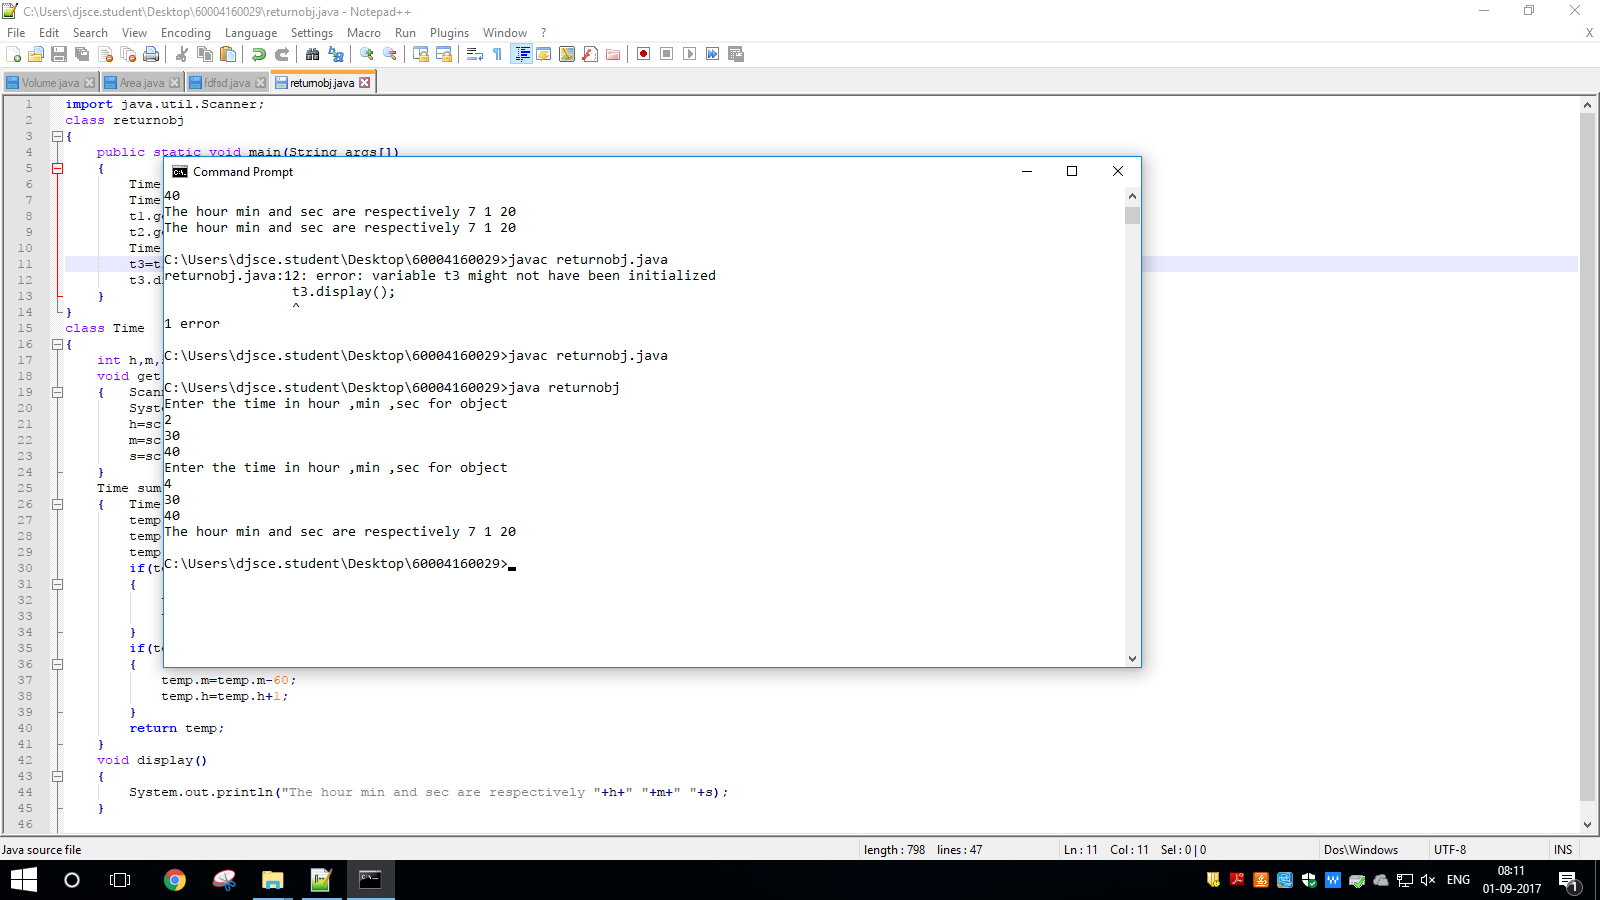 C:\Users\djsce.student\Desktop\60004160029\returnobj.java - Notepad++
File Edit Search View Encoding Language Settings Macro Run Plugins Window ? X
Volume.java Area.java fdfsd.java returnobj.java
1 import java.util.Scanner;
2 class returnobj
3 {
4 public static void main(String args[])
5 {
6 Time
7 Time
8 t1.g
9 t2.g
10 Time
11 t3=t
12 t3.d
13 }
14 }
15 class Time
16 {
17 int h,m,
18 void get
19 { Scan
20 Syst
21 h=sc
22 m=sc
23 s=sc
24 }
25 Time sum
26 { Time
27 temp
28 temp
29 temp
30 if(t
31 {
32
33
34 }
35 if(t
36 {
37 temp.m=temp.m-60;
38 temp.h=temp.h+1;
39 }
40 return temp;
41 }
42 void display()
43 {
44 System.out.println("The hour min and sec are respectively "+h+" "+m+" "+s);
45 }
46
Command Prompt
40
The hour min and sec are respectively 7 1 20
The hour min and sec are respectively 7 1 20
C:\Users\djsce.student\Desktop\60004160029>javac returnobj.java
returnobj.java:12: error: variable t3 might not have been initialized
t3.display();
^
1 error
C:\Users\djsce.student\Desktop\60004160029>javac returnobj.java
C:\Users\djsce.student\Desktop\60004160029>java returnobj
Enter the time in hour ,min ,sec for object
2
30
40
Enter the time in hour ,min ,sec for object
4
30
40
The hour min and sec are respectively 7 1 20
C:\Users\djsce.student\Desktop\60004160029>
Java source file length : 798 lines : 47 Ln : 11 Col : 11 Sel : 0 | 0 Dos\Windows UTF-8 INS
ENG 08:11
01-09-2017
1